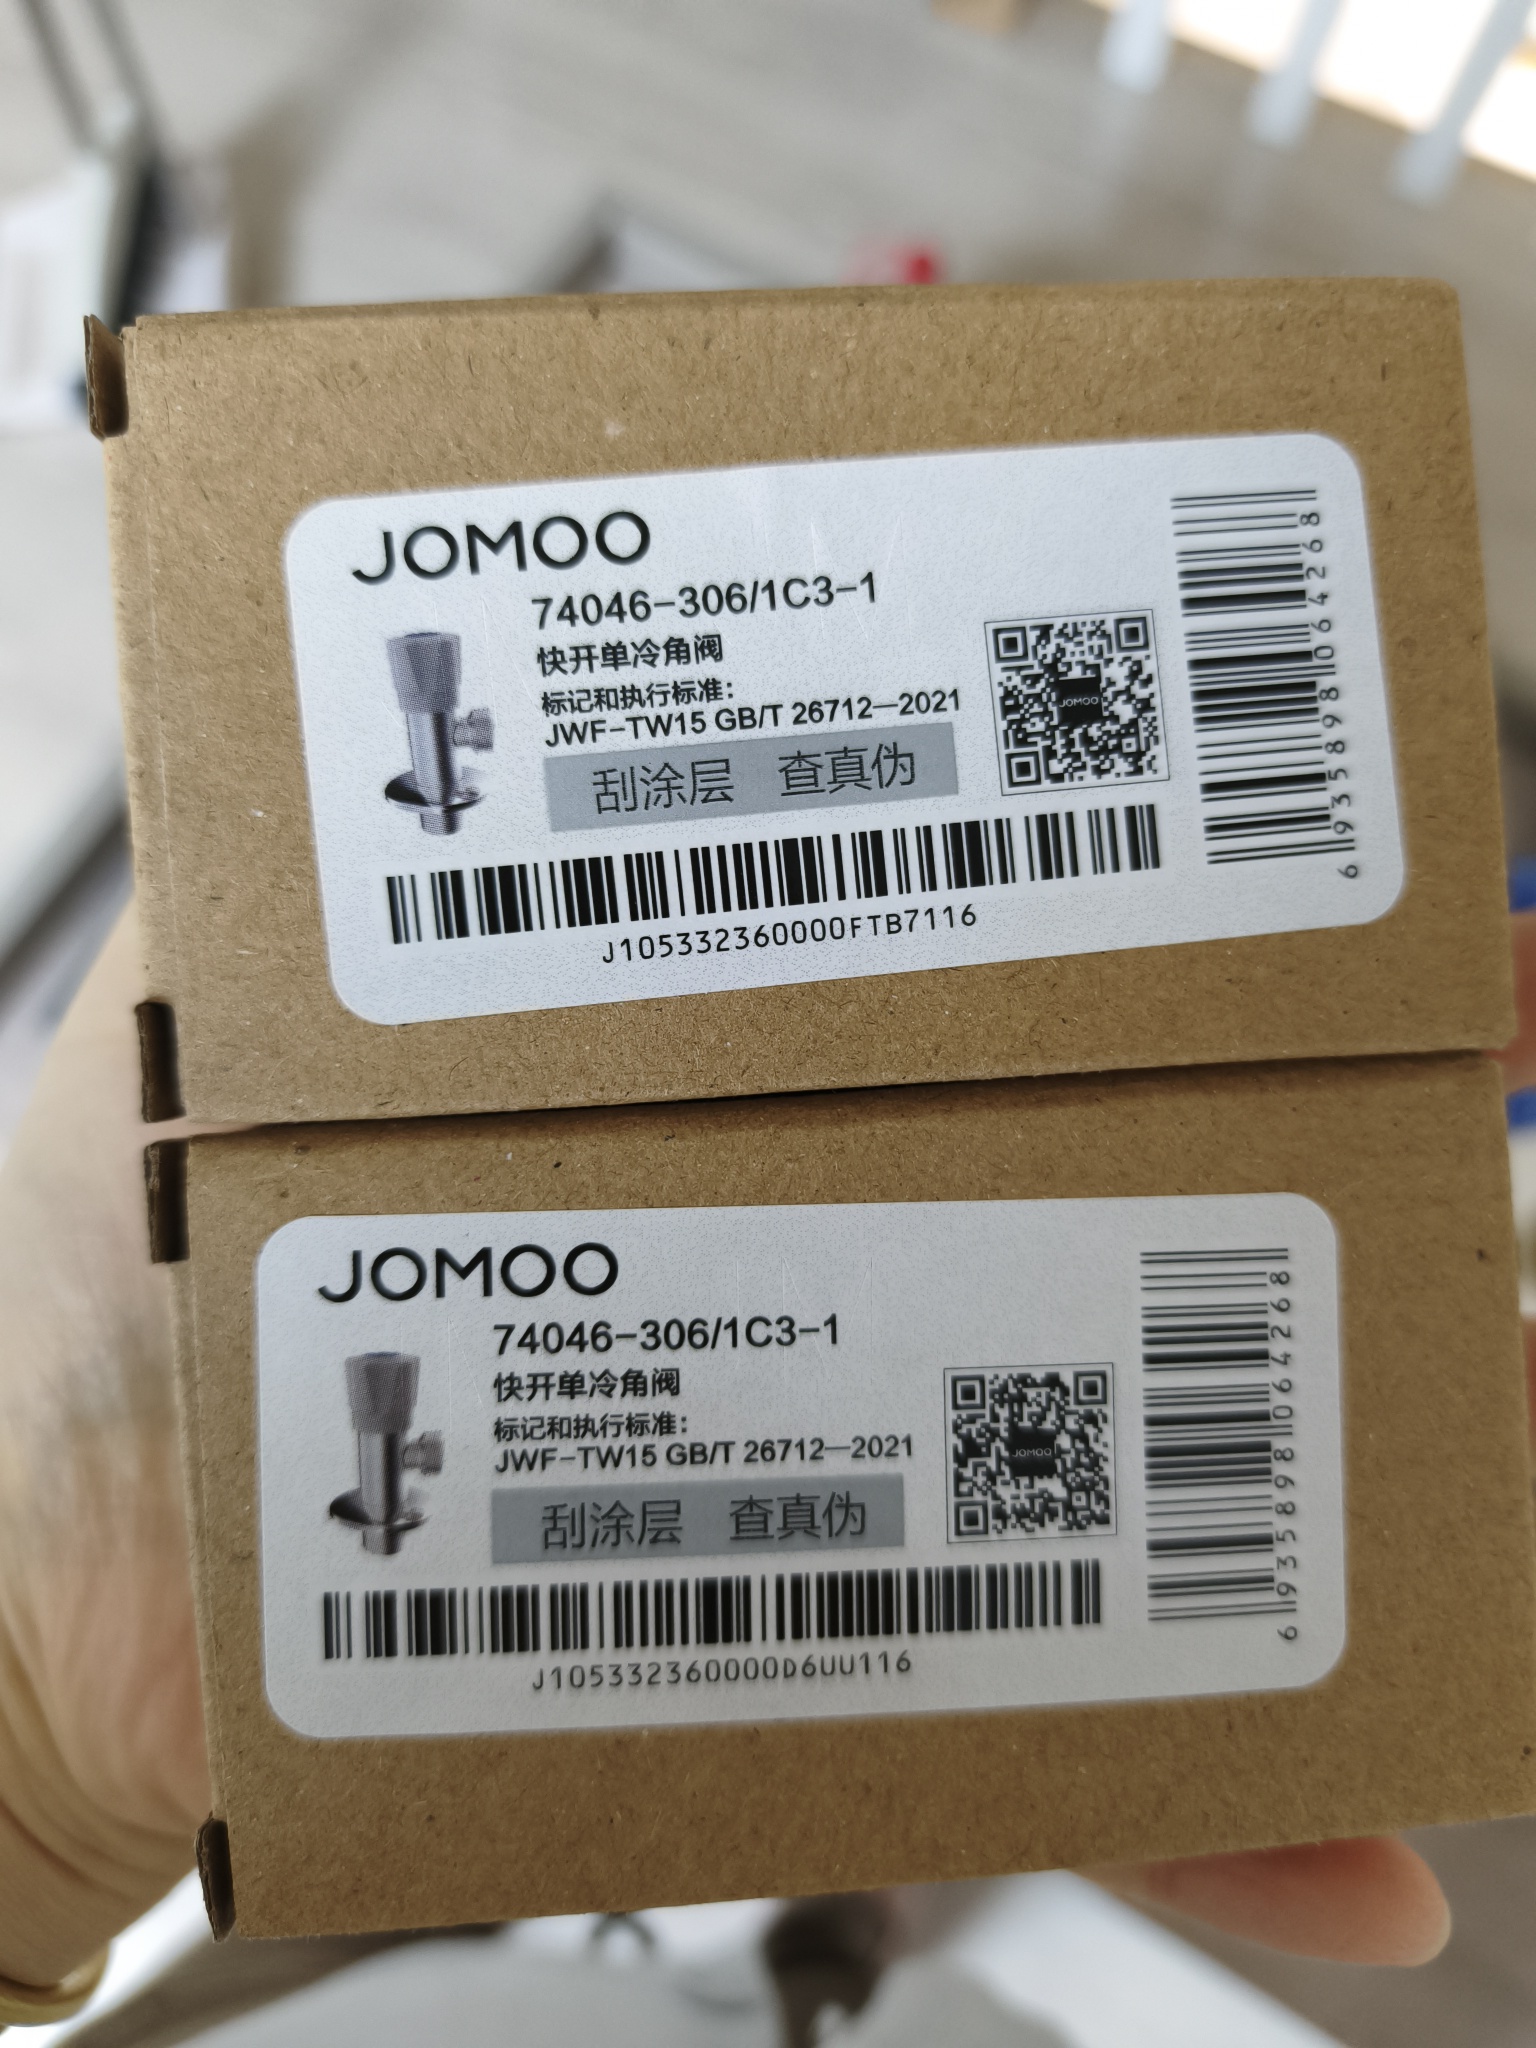 JOMOO
74046-306/1C3-1
快开单冷角阀
标记和执行标准：
JWF-TW15 GB/T 26712—2021
刮涂层 查真伪
JOMOO
J105332360000FTB7116
6935898064268
JOMOO
74046-306/1C3-1
快开单冷角阀
标记和执行标准：
JWF-TW15 GB/T 26712—2021
刮涂层 查真伪
JOMOO
J105332360000D6UU116
6935898064268